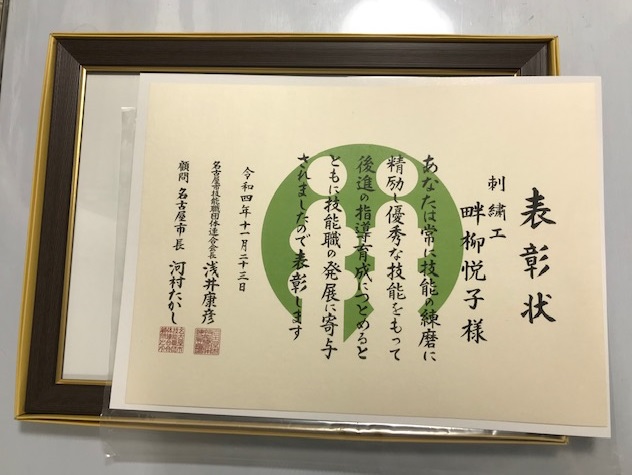 表彰状
刺繍工
畔柳悦子様
あなたは常に技能の練磨に
精励し優秀な技能をもって
後進の指導育成につとめると
ともに技能職の発展に寄与
されましたので表彰します
令和四年十一月二十三日
名古屋市技能職団体連合会長 浅井康彦
顧問 名古屋市長 河村たかし